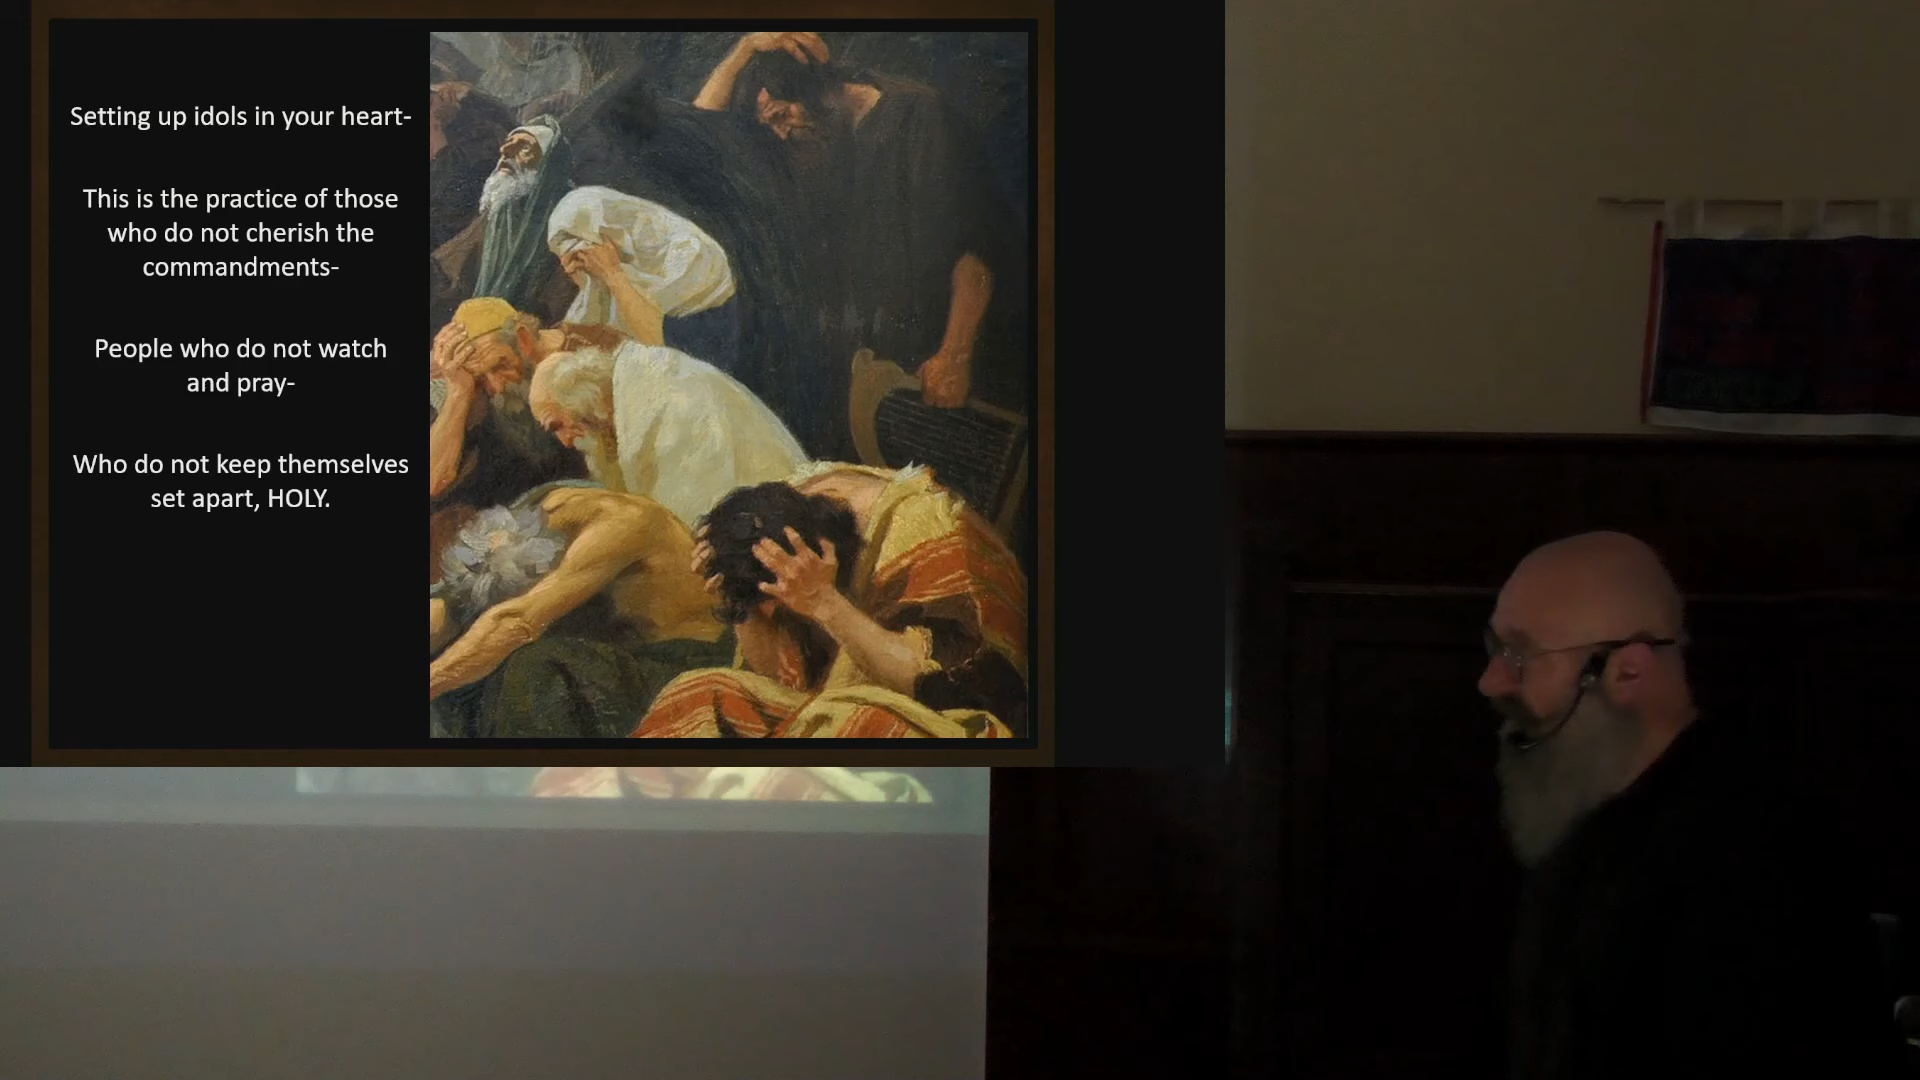 Setting up idols in your heart-
This is the practice of those
who do not cherish the
commandments-
People who do not watch
and pray-
Who do not keep themselves
set apart, HOLY.